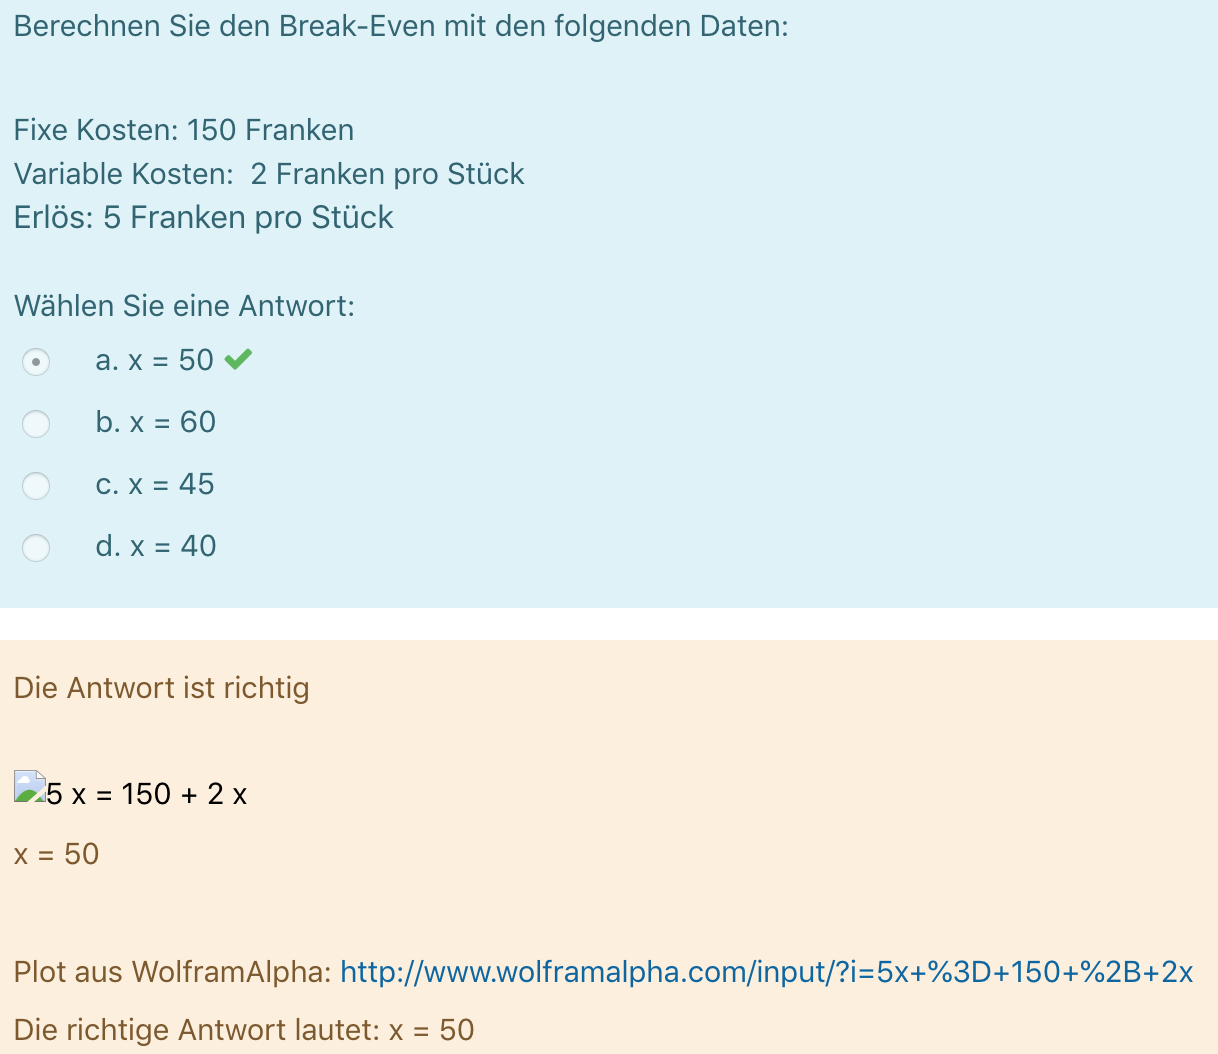 Berechnen Sie den Break-Even mit den folgenden Daten:
Fixe Kosten: 150 Franken
Variable Kosten:  2 Franken pro Stück
Erlös: 5 Franken pro Stück
Wählen Sie eine Antwort:
a. x = 50
b. x = 60
c. x = 45
d. x = 40
Die Antwort ist richtig
5 x = 150 + 2 x
x = 50
Plot aus WolframAlpha: http://www.wolframalpha.com/input/?i=5x+%3D+150+%2B+2x
Die richtige Antwort lautet: x = 50